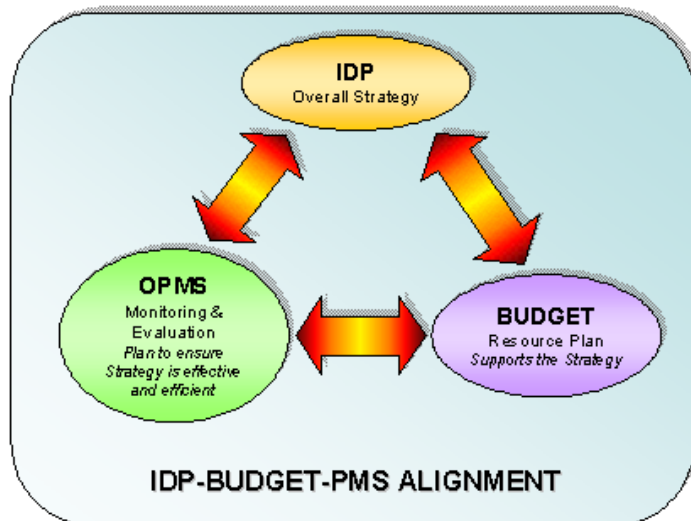 IDP
Overall Strategy
OPMS
Monitoring &
Evaluation
Plan to ensure
Strategy is effective
and efficient
BUDGET
Resource Plan
Supports the Strategy
IDP-BUDGET-PMS ALIGNMENT